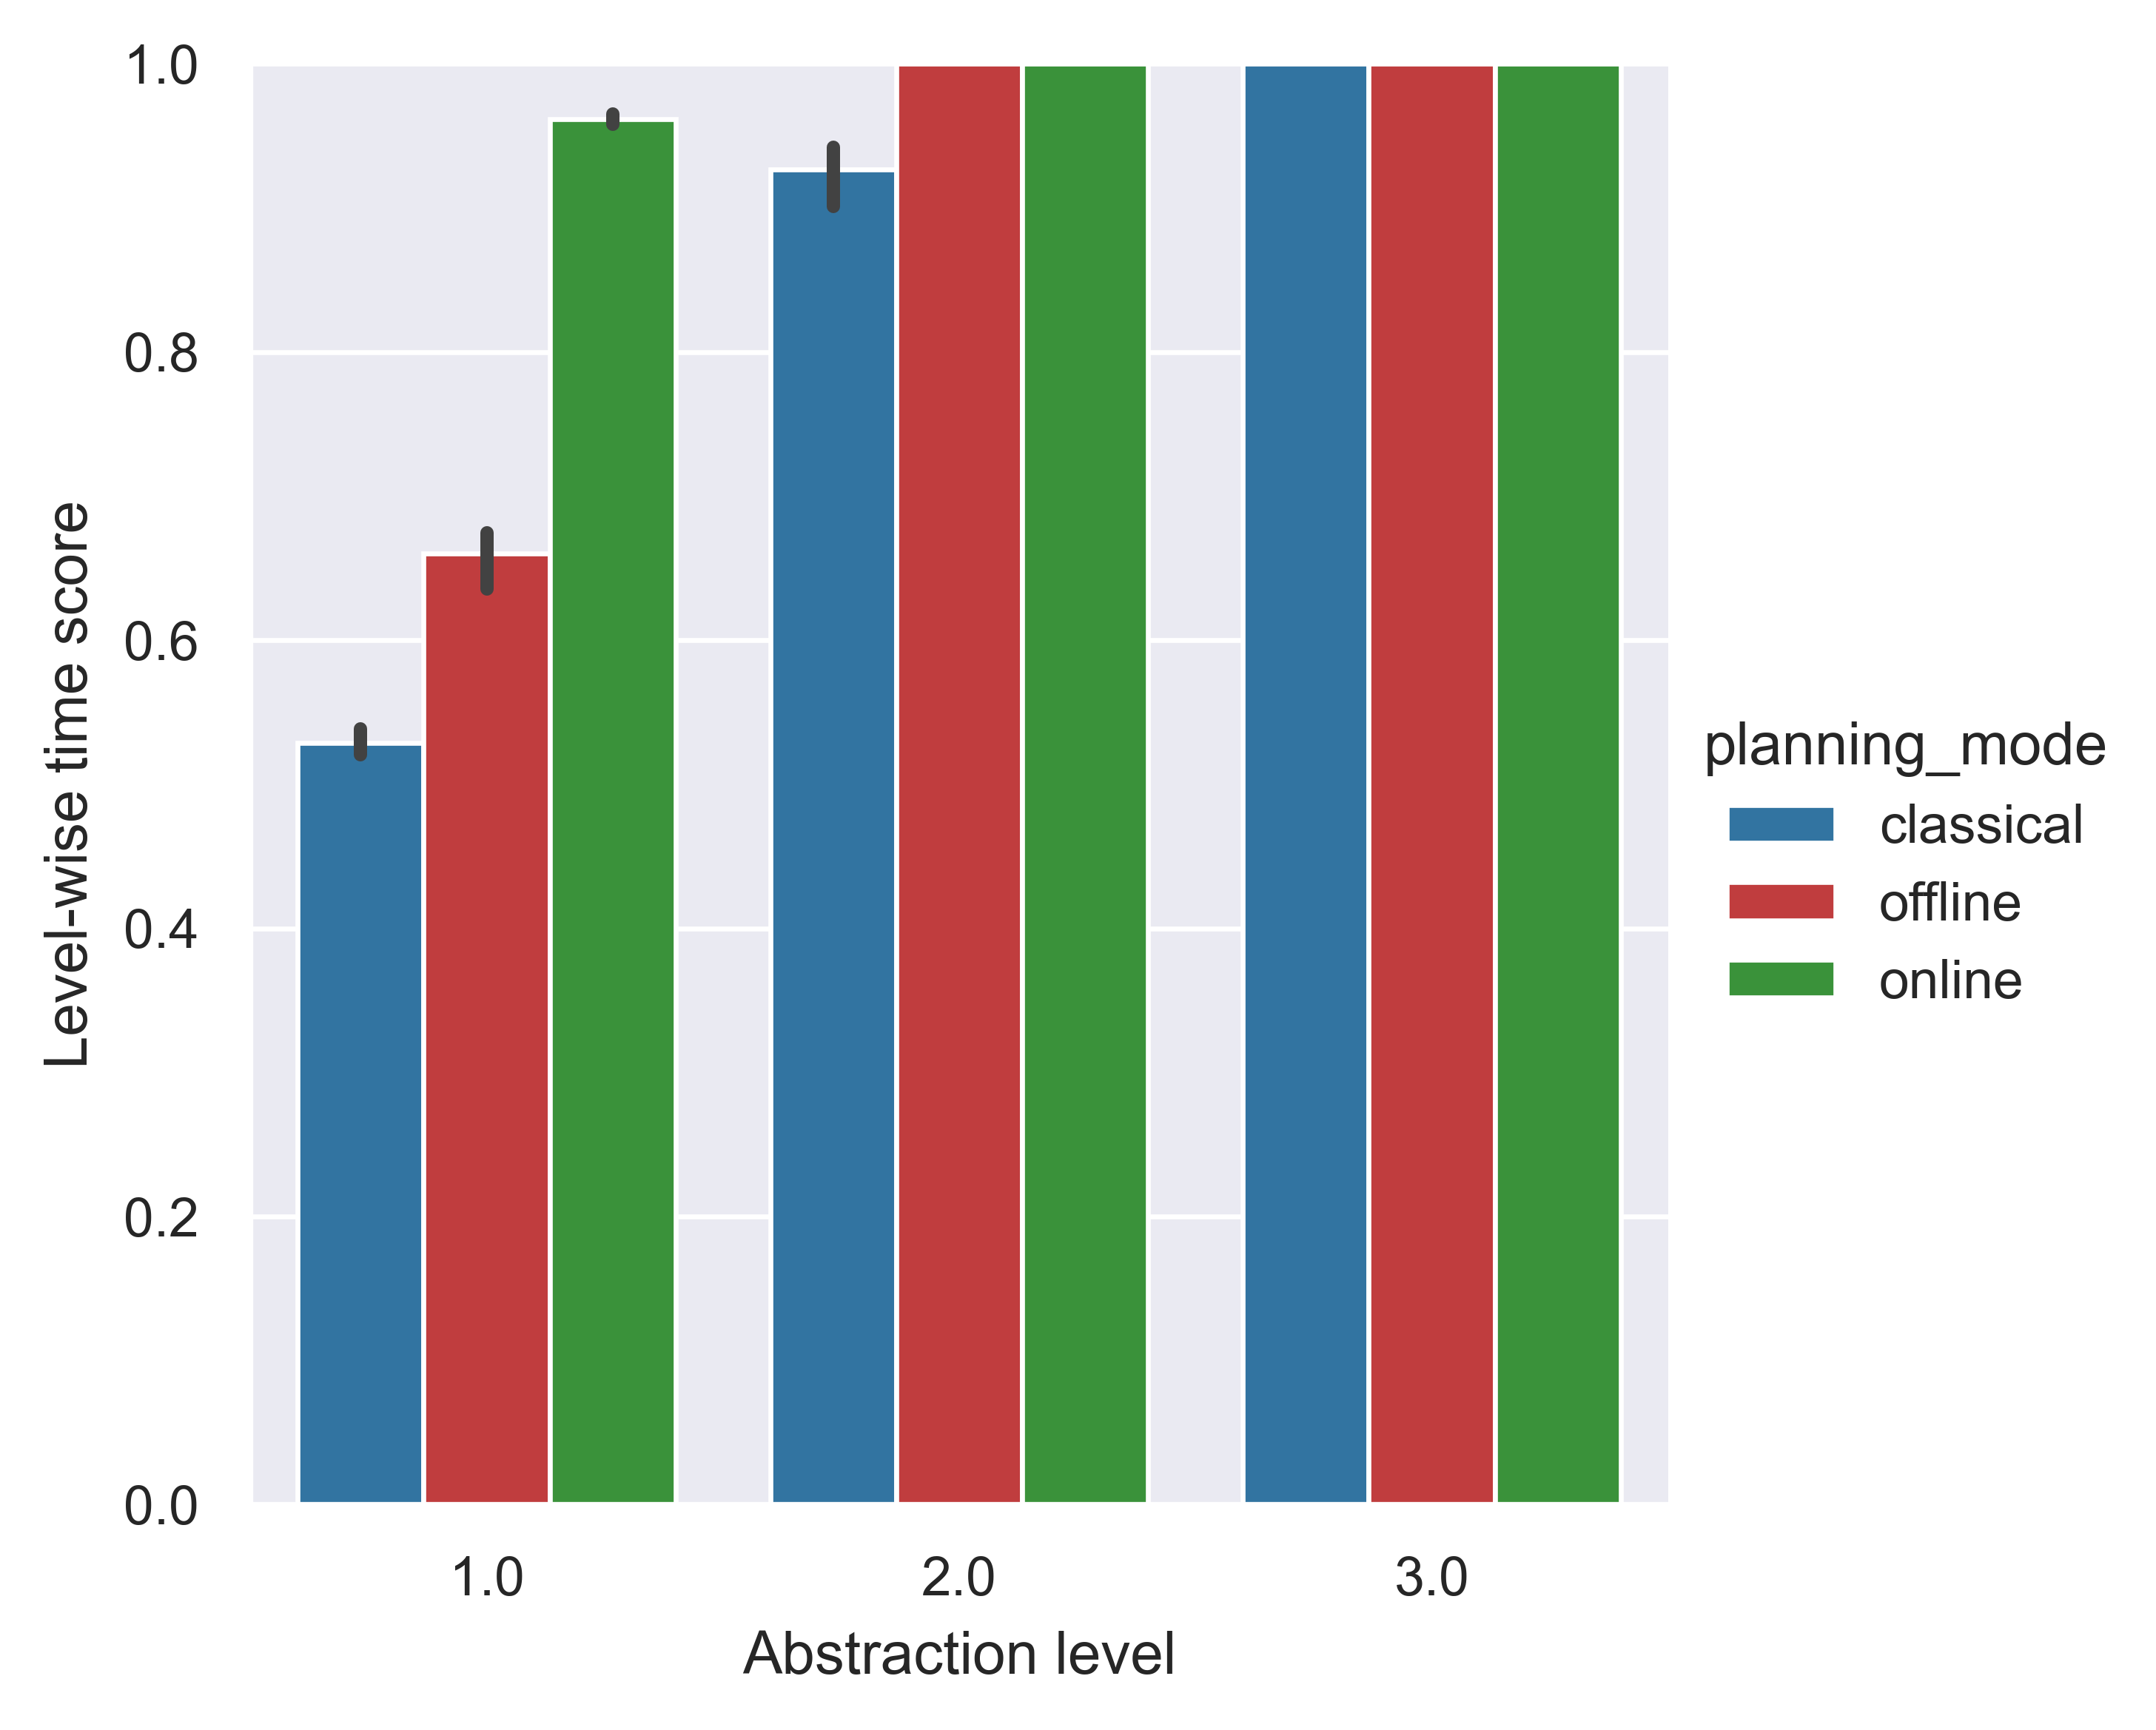 1.0
0.8
0.6
0.4
0.2
0.0
Level-wise time score
1.0 2.0 3.0
Abstraction level
planning_mode
classical
offline
online